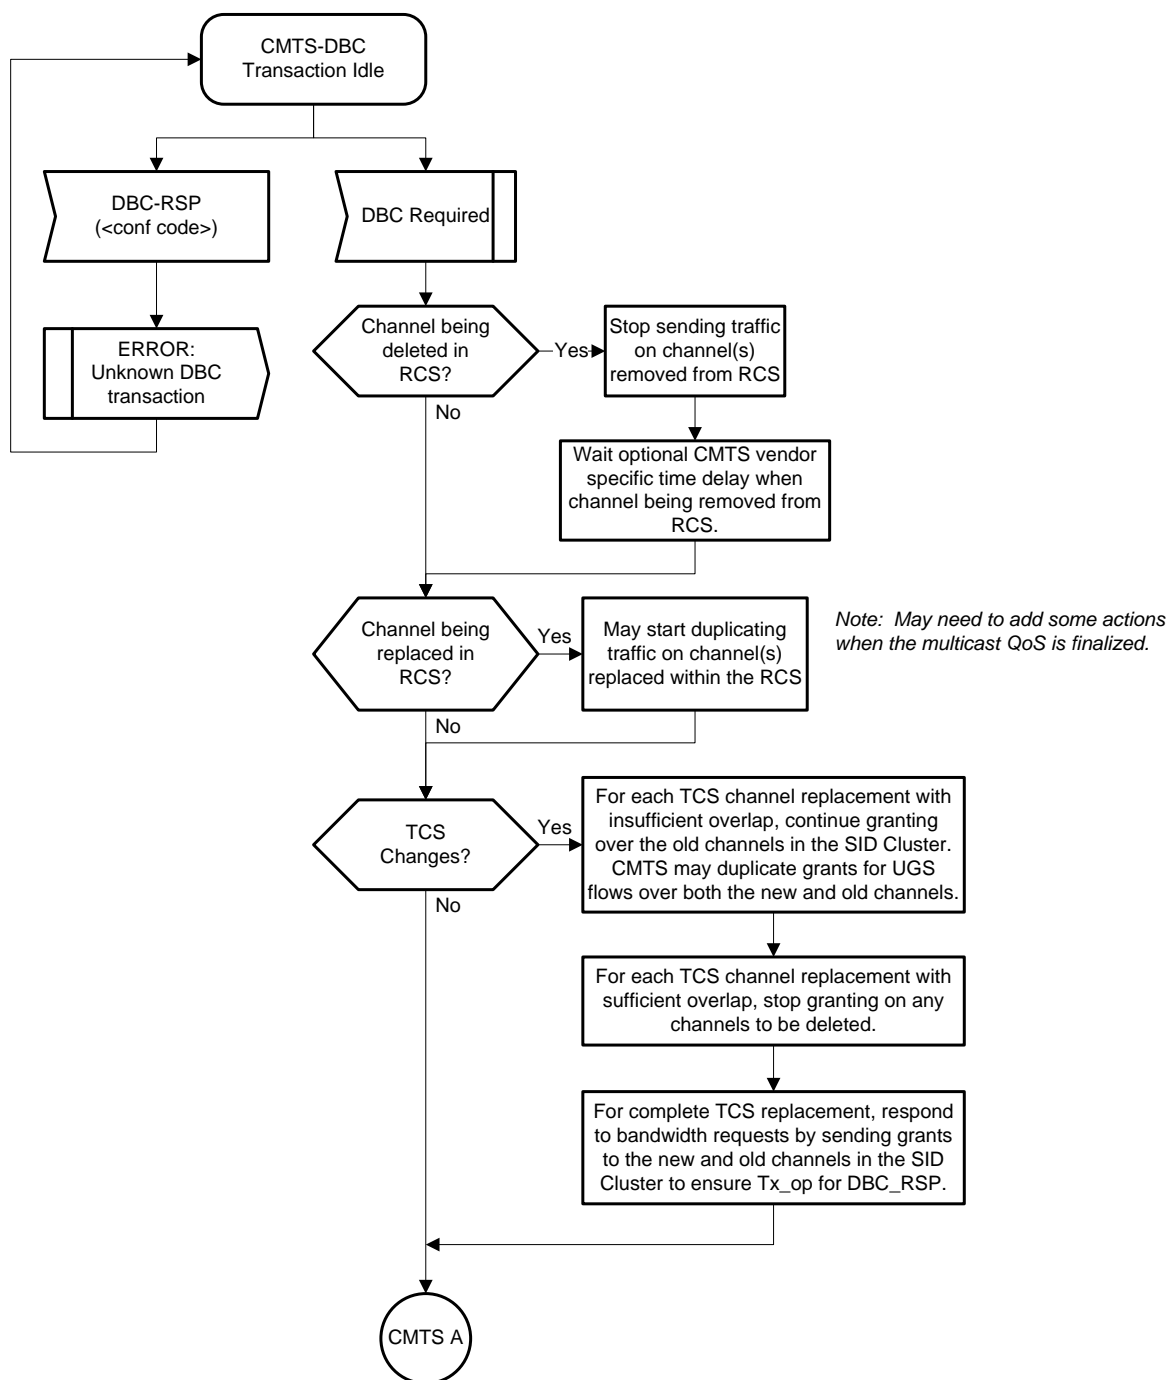 CMTS-DBC
Transaction Idle
DBC-RSP
(<conf code>)
DBC Required
ERROR:
Unknown DBC
transaction
Channel being
deleted in
RCS?
Yes
Stop sending traffic
on channel(s)
removed from RCS
No
Wait optional CMTS vendor
specific time delay when
channel being removed from
RCS.
Channel being
replaced in
RCS?
Yes
May start duplicating
traffic on channel(s)
replaced within the RCS
Note:  May need to add some actions
when the multicast QoS is finalized.
No
TCS
Changes?
Yes
For each TCS channel replacement with
insufficient overlap, continue granting
over the old channels in the SID Cluster.
CMTS may duplicate grants for UGS
flows over both the new and old channels.
No
For each TCS channel replacement with
sufficient overlap, stop granting on any
channels to be deleted.
For complete TCS replacement, respond
to bandwidth requests by sending grants
to the new and old channels in the SID
Cluster to ensure Tx_op for DBC_RSP.
CMTS A